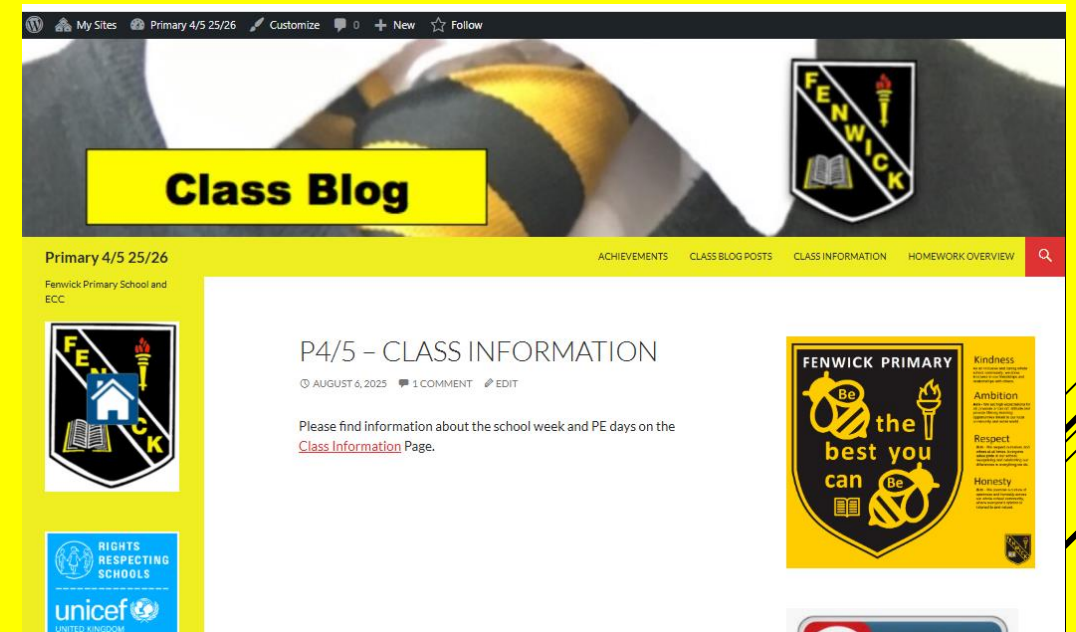 My Sites Primary 4/5 25/26 Customize 0 New Follow
FENWICK
Class Blog
Primary 4/5 25/26
ACHIEVEMENTS CLASS BLOG POSTS CLASS INFORMATION HOMEWORK OVERVIEW
Fenwick Primary School and
ECC
FENWICK
RIGHTS
RESPECTING
SCHOOLS
unicef
UNITED KINGDOM
P4/5 – CLASS INFORMATION
AUGUST 6, 2025 1 COMMENT EDIT
Please find information about the school week and PE days on the
Class Information Page.
FENWICK PRIMARY
Be
the
best you
can
Be
Kindness
Ambition
Respect
Honesty